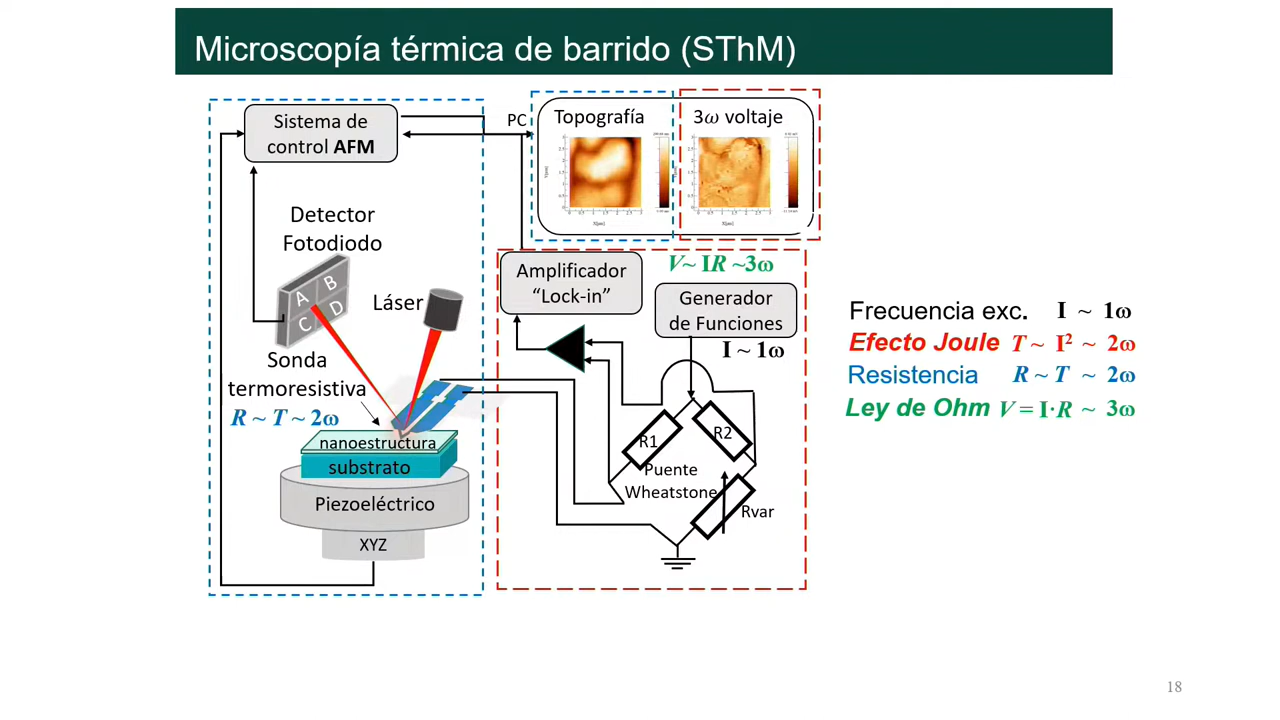 Microscopía térmica de barrido (SThM)
Sistema de
control AFM
PC
Topografía
3ω voltaje
Detector
Fotodiodo
A B
C D
Láser
Sonda
termoresistiva
R ~ T ~ 2ω
nanoestructura
substrato
Piezoeléctrico
XYZ
Amplificador
“Lock-in”
V~ IR ~3ω
Generador
de Funciones
I ~ 1ω
R1
R2
Puente
Wheatstone
Rvar
Frecuencia exc. I ~ 1ω
Efecto Joule T ~ I² ~ 2ω
Resistencia R ~ T ~ 2ω
Ley de Ohm V = I·R ~ 3ω
18